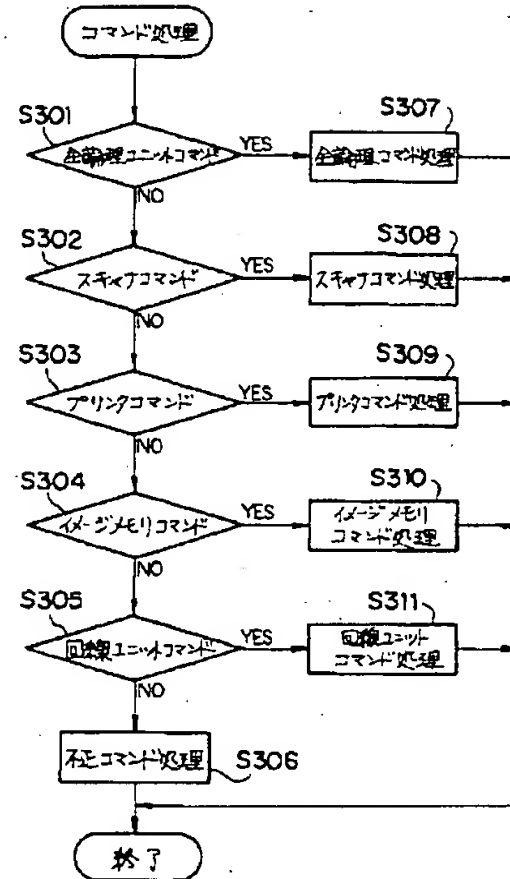 コマンド処理
S301
全論理ユニットコマンド
YES
NO
S307
全論理コマンド処理
S302
スキャナコマンド
YES
NO
S308
スキャナコマンド処理
S303
プリンタコマンド
YES
NO
S309
プリンタコマンド処理
S304
イメージメモリコマンド
YES
NO
S310
イメージメモリ
コマンド処理
S305
回線ユニットコマンド
YES
NO
S311
回線ユニット
コマンド処理
不正コマンド処理
S306
終了